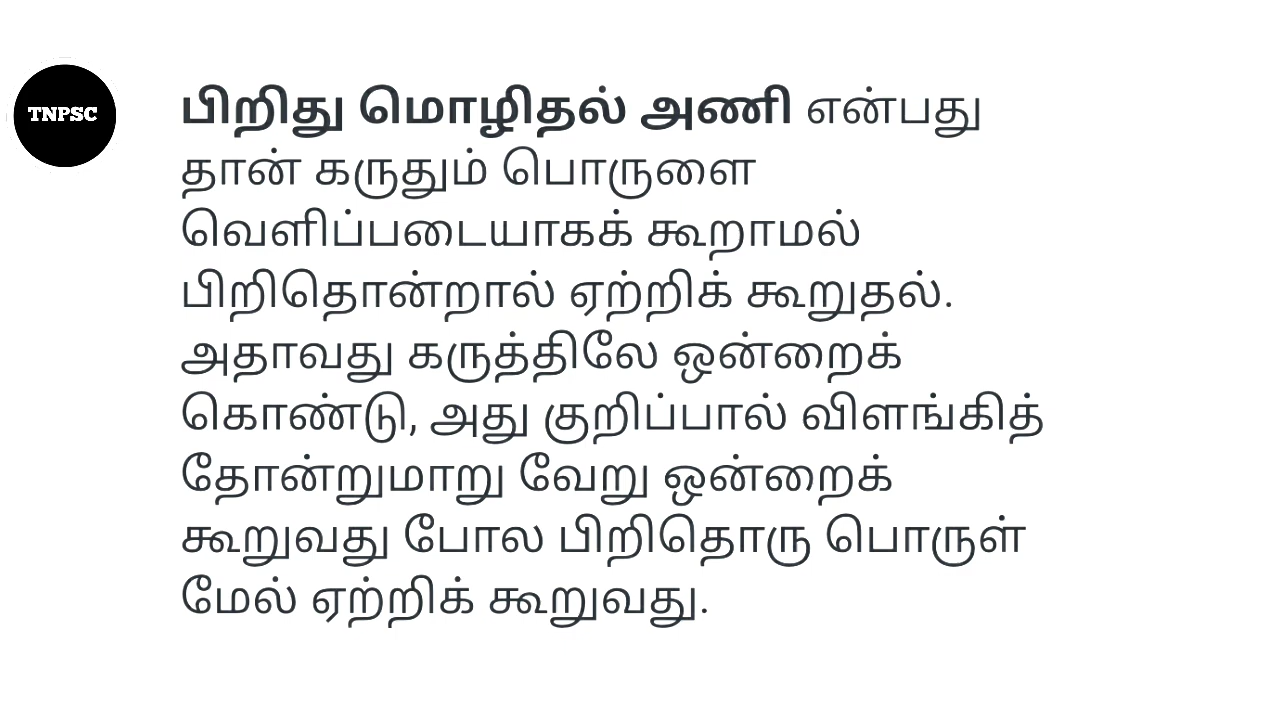 TNPSC
பிறிது மொழிதல் அணி என்பது
தான் கருதும் பொருளை
வெளிப்படையாகக் கூறாமல்
பிறிதொன்றால் ஏற்றிக் கூறுதல்.
அதாவது கருத்திலே ஒன்றைக்
கொண்டு, அது குறிப்பால் விளங்கித்
தோன்றுமாறு வேறு ஒன்றைக்
கூறுவது போல பிறிதொரு பொருள்
மேல் ஏற்றிக் கூறுவது.